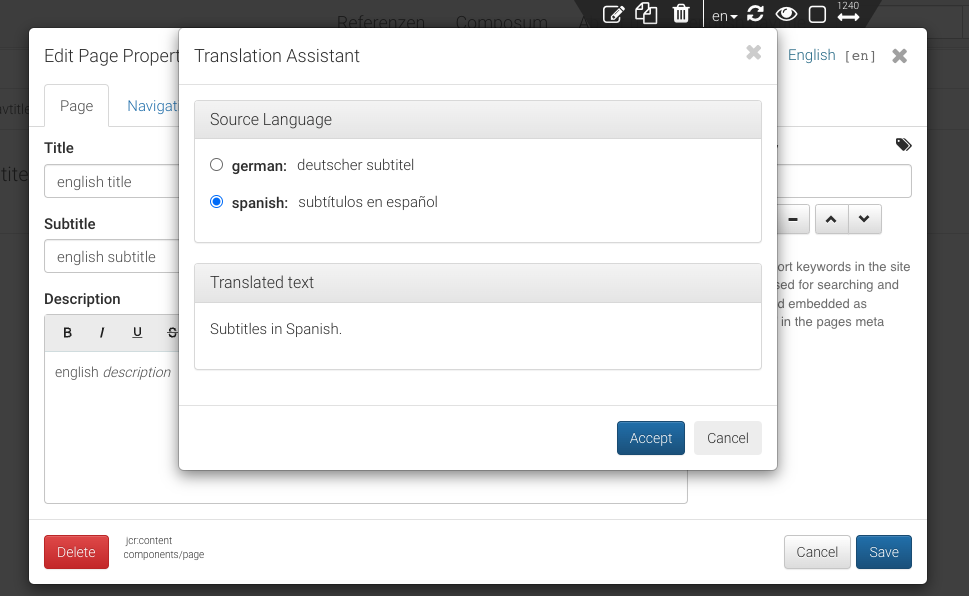 Referenzen Composum
en
1240
Edit Page Propert
Translation Assistant
English [en]
Page
Navigat
Source Language
Title
german: deutscher subtitel
english title
spanish: subtítulos en español
Subtitle
english subtitle
Translated text
ort keywords in the site
sed for searching and
d embedded as
in the pages meta
Description
B I U S
Subtitles in Spanish.
english description
Accept
Cancel
Delete
jcr:content
components/page
Cancel
Save